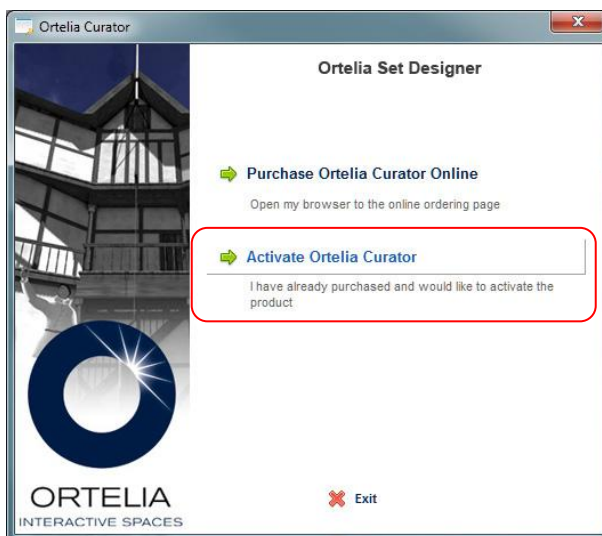 Ortelia Curator
Ortelia Set Designer
Purchase Ortelia Curator Online
Open my browser to the online ordering page
Activate Ortelia Curator
I have already purchased and would like to activate the
product
ORTELIA
INTERACTIVE SPACES
Exit